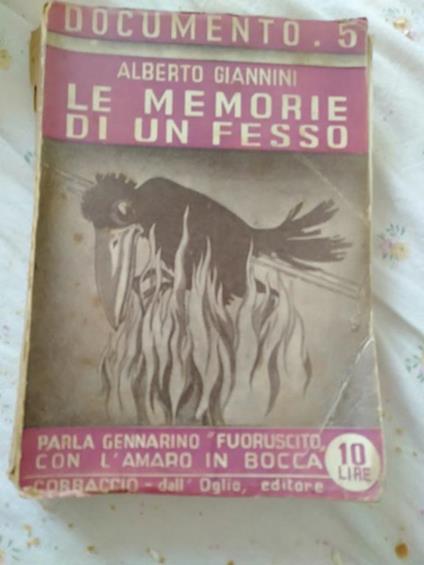 DOCUMENTO . 5
ALBERTO GIANNINI
LE MEMORIE
DI UN FESSO
PARLA GENNARINO "FUORUSCITO„
CON L'AMARO IN BOCCA
10
LIRE
CORBACCIO - dall'Oglio, editore